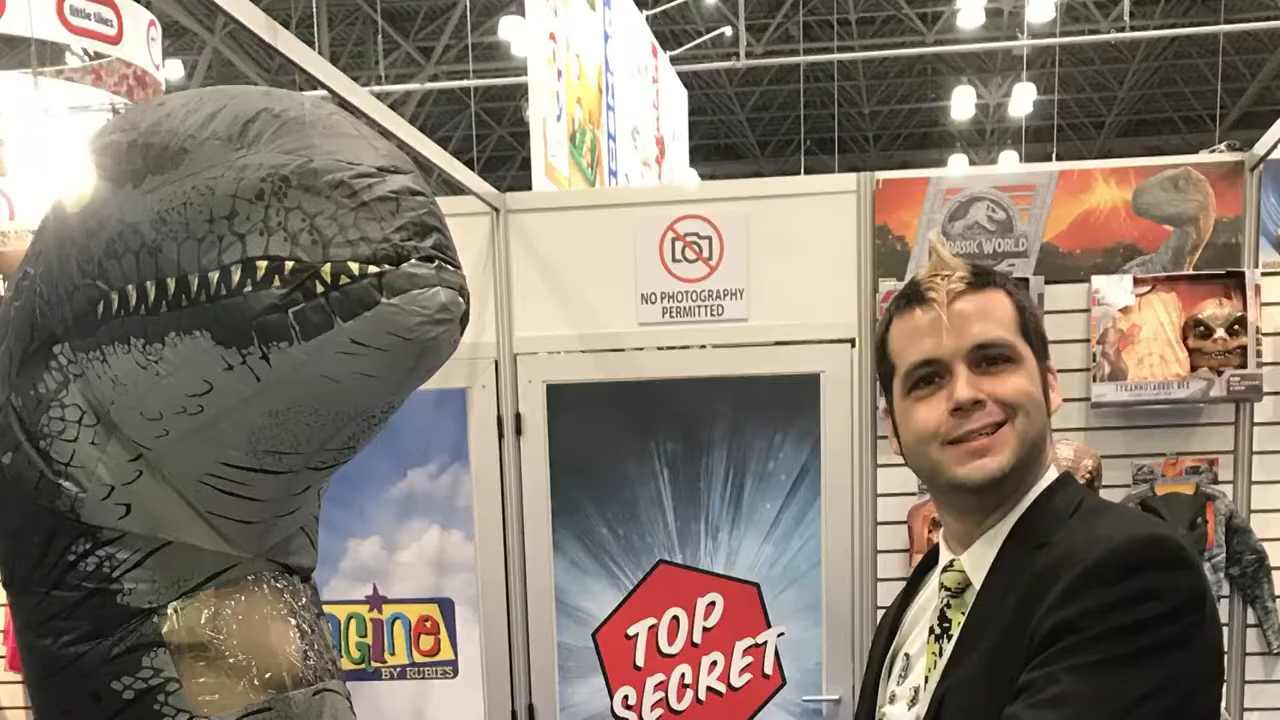 little tikes
NO PHOTOGRAPHY
PERMITTED
JURASSIC WORLD
TYRANNOSAURUS REX
agine
BY RUBIE'S
TOP
SECRET